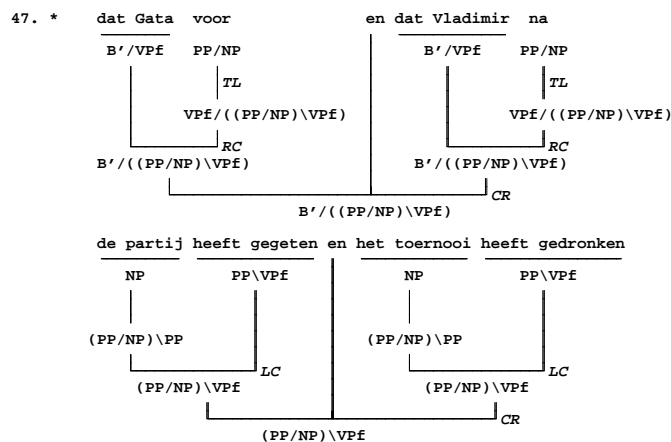 47. * dat Gata voor en dat Vladimir na
B'/VPf PP/NP B'/VPf PP/NP
TL TL
VPf/((PP/NP)\VPf) VPf/((PP/NP)\VPf)
RC RC
B'/((PP/NP)\VPf) B'/((PP/NP)\VPf)
CR
B'/((PP/NP)\VPf)
de partij heeft gegeten en het toernooi heeft gedronken
NP PP\VPf NP PP\VPf
(PP/NP)\PP (PP/NP)\PP
LC LC
(PP/NP)\VPf (PP/NP)\VPf
CR
(PP/NP)\VPf